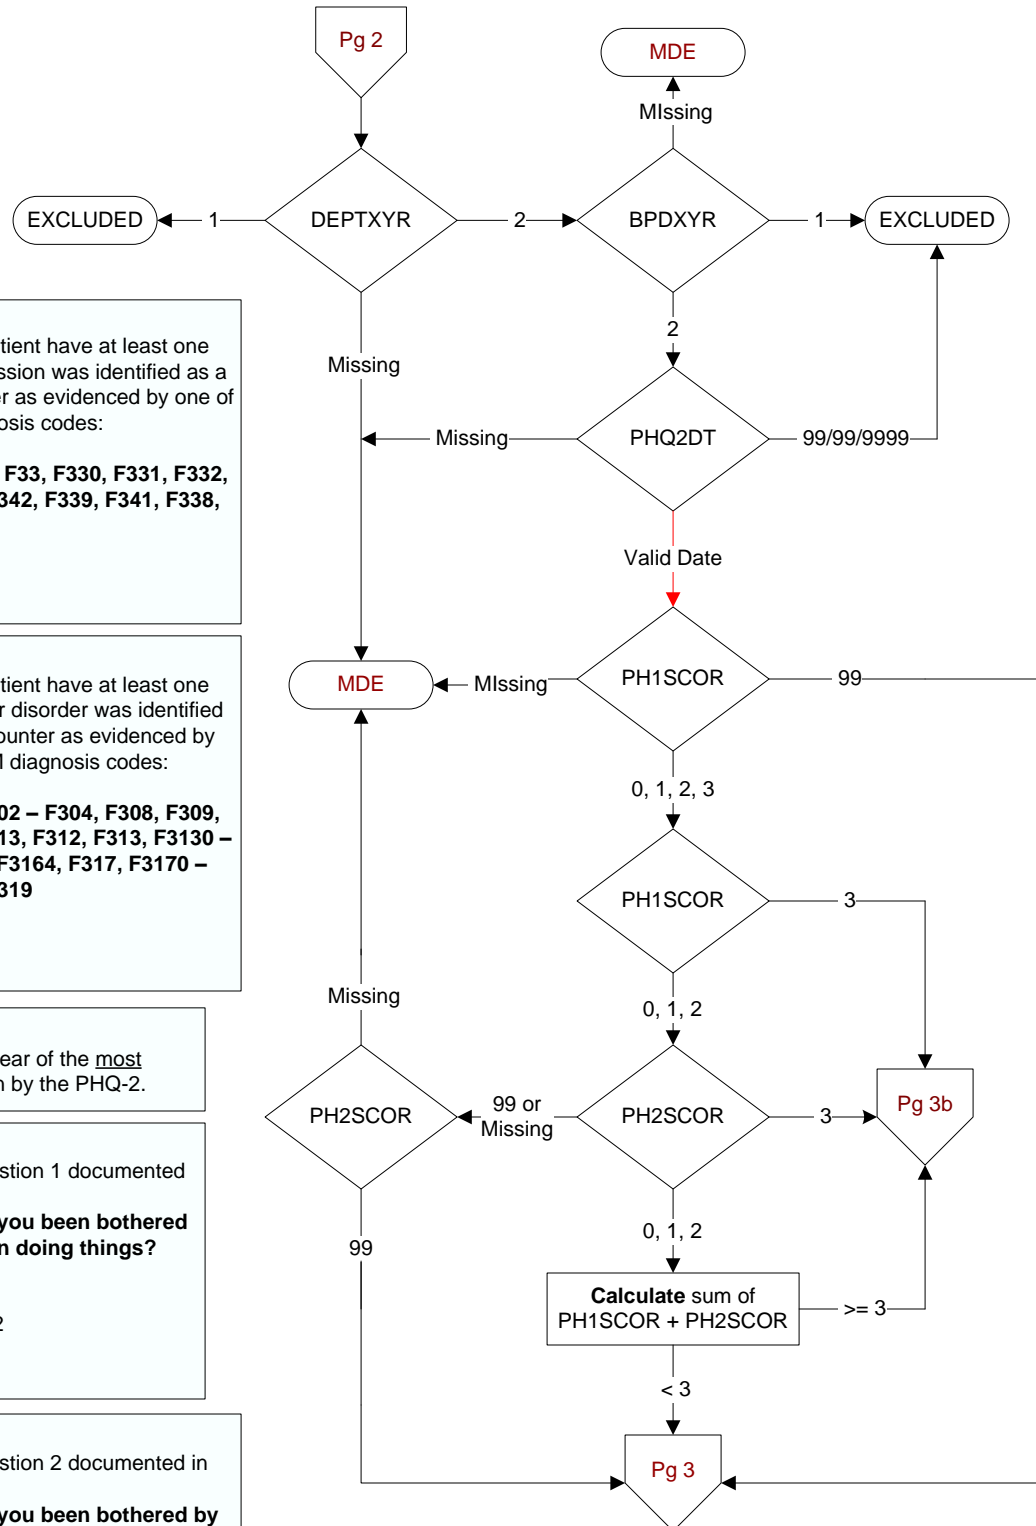 Pg 2
MDE
MIssing
EXCLUDED
1
DEPTXYR
2
BPDXYR
1
EXCLUDED
2
tient have at least one
ssion was identified as a
er as evidenced by one of
nosis codes:
F33, F330, F331, F332,
342, F339, F341, F338,
Missing
Missing
PHQ2DT
99/99/9999
Valid Date
tient have at least one
r disorder was identified
ounter as evidenced by
M diagnosis codes:
02 – F304, F308, F309,
13, F312, F313, F3130 –
F3164, F317, F3170 –
319
MDE
MIssing
PH1SCOR
99
0, 1, 2, 3
PH1SCOR
3
Missing
0, 1, 2
ear of the most
n by the PHQ-2.
PH2SCOR
99 or
Missing
PH2SCOR
3
Pg 3b
stion 1 documented
you been bothered
n doing things?
2
99
0, 1, 2
Calculate sum of
PH1SCOR + PH2SCOR
>= 3
< 3
stion 2 documented in
you been bothered by
Pg 3